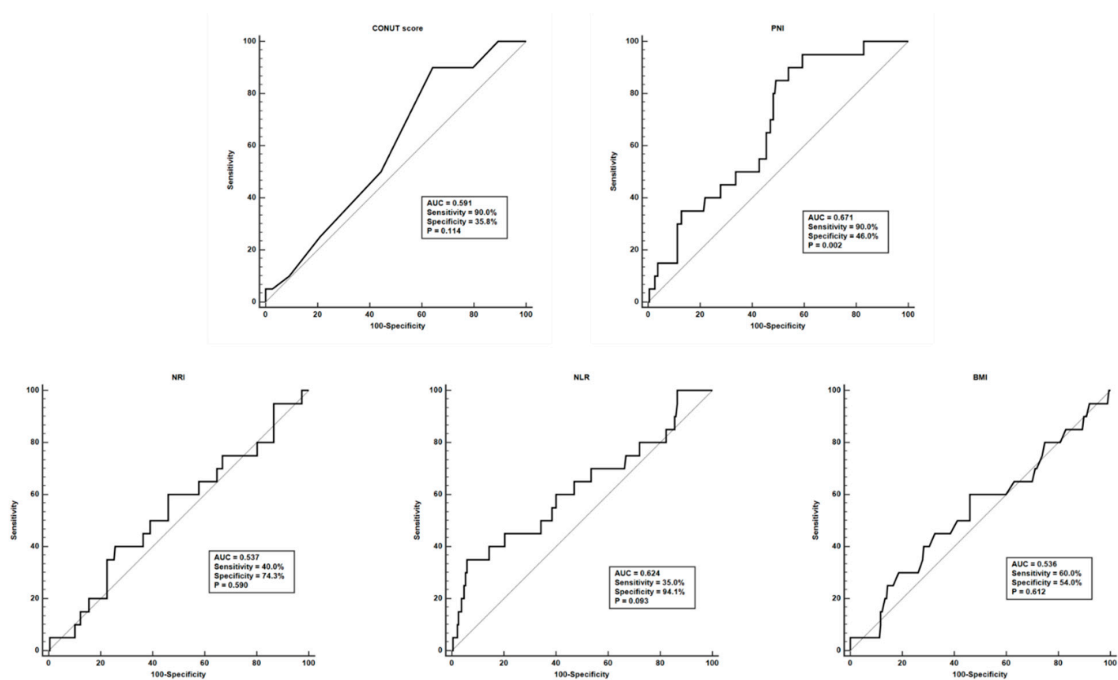 CONUT score
100
80
60
40
20
0
Sensitivity
AUC = 0.591
Sensitivity = 90.0%
Specificity = 35.8%
P = 0.114
0 20 40 60 80 100
100-Specificity
PNI
100
80
60
40
20
0
Sensitivity
AUC = 0.671
Sensitivity = 90.0%
Specificity = 46.0%
P = 0.002
0 20 40 60 80 100
100-Specificity
NRI
100
80
60
40
20
0
Sensitivity
AUC = 0.537
Sensitivity = 40.0%
Specificity = 74.3%
P = 0.590
0 20 40 60 80 100
100-Specificity
NLR
100
80
60
40
20
0
Sensitivity
AUC = 0.624
Sensitivity = 35.0%
Specificity = 94.1%
P = 0.093
0 20 40 60 80 100
100-Specificity
BMI
100
80
60
40
20
0
Sensitivity
AUC = 0.536
Sensitivity = 60.0%
Specificity = 54.0%
P = 0.612
0 20 40 60 80 100
100-Specificity